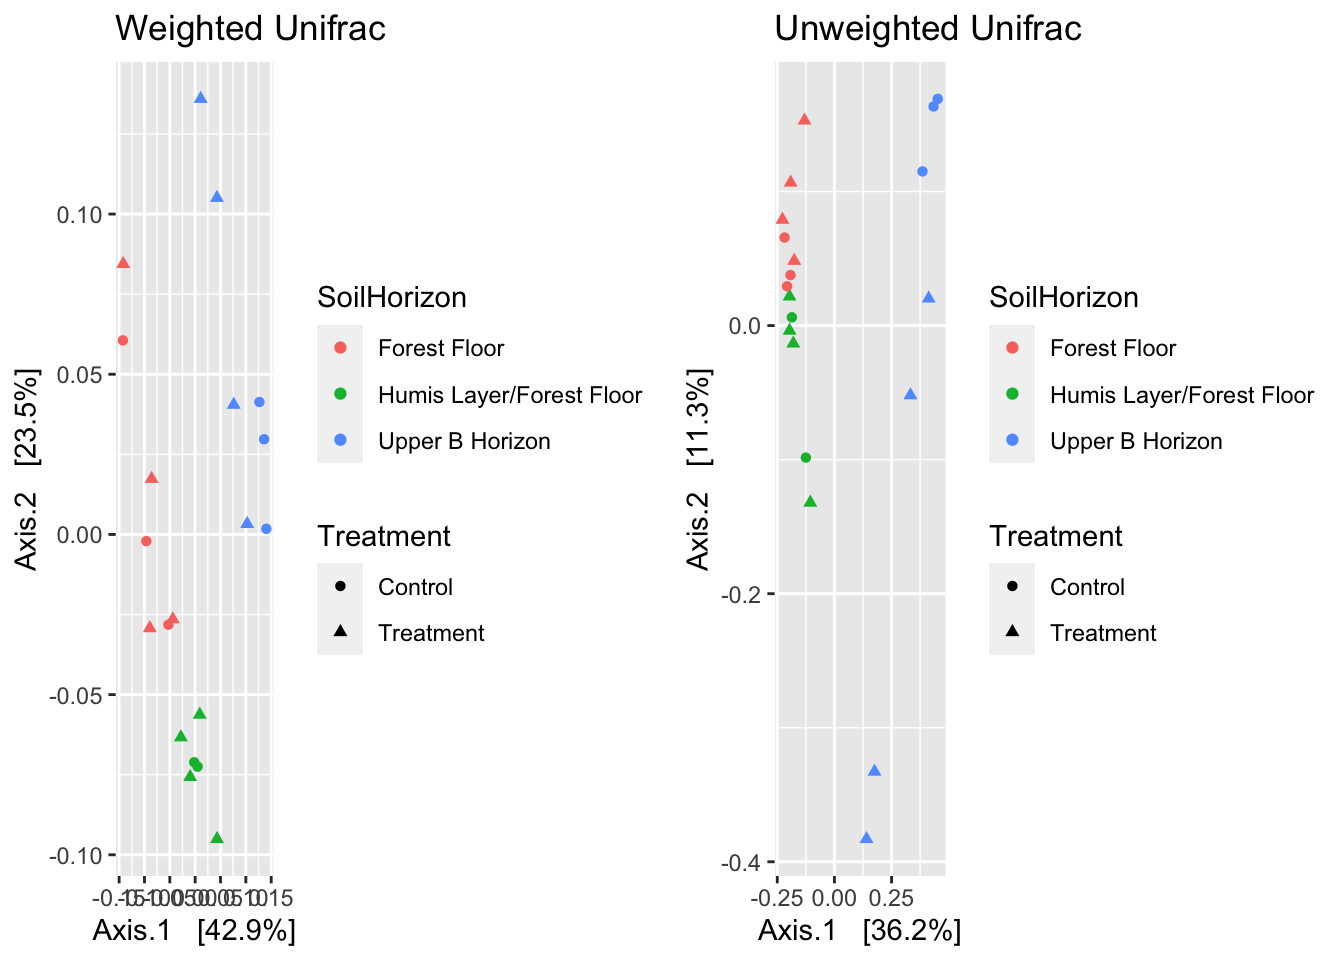 Weighted Unifrac
0.10
0.05
0.00
-0.05
-0.10
Axis.2 [23.5%]
Axis.1 [42.9%]
SoilHorizon
Forest Floor
Humis Layer/Forest Floor
Upper B Horizon
Treatment
Control
Treatment
Unweighted Unifrac
0.0
-0.2
-0.4
Axis.2 [11.3%]
-0.25 0.00 0.25
Axis.1 [36.2%]
SoilHorizon
Forest Floor
Humis Layer/Forest Floor
Upper B Horizon
Treatment
Control
Treatment